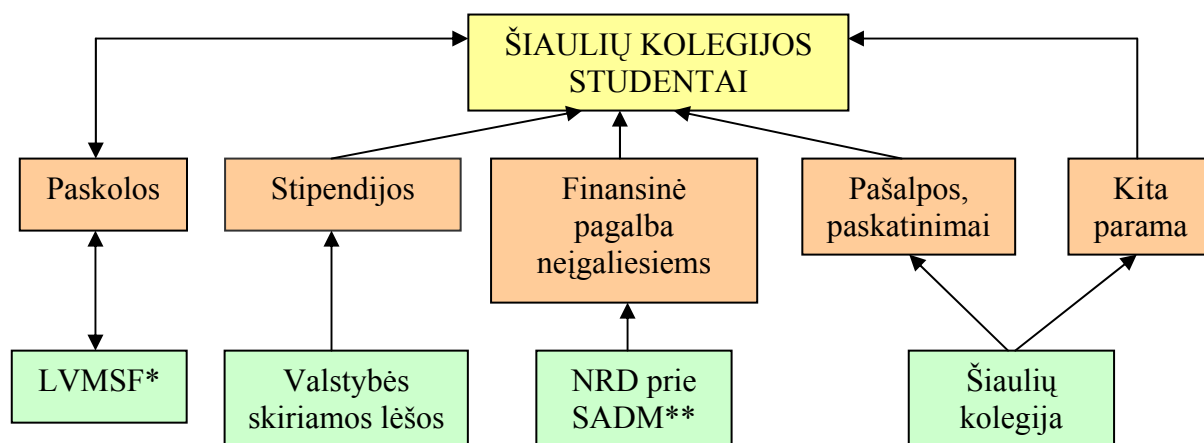 ŠIAULIŲ KOLEGIJOS
STUDENTAI
Paskolos
Stipendijos
Finansinė
pagalba
neįgaliesiems
Pašalpos,
paskatinimai
Kita
parama
LVMSF*
Valstybės
skiriamos lėšos
NRD prie
SADM**
Šiaulių
kolegija